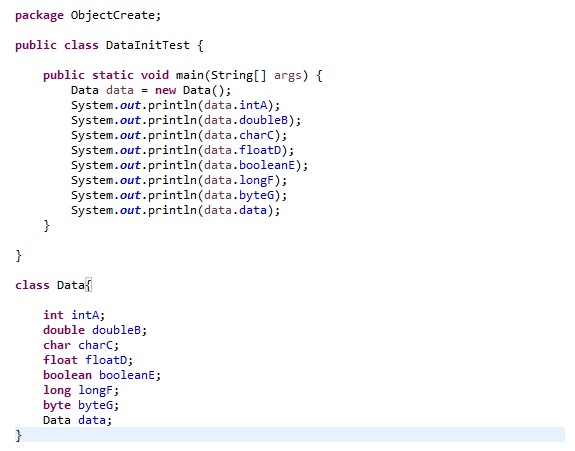 package ObjectCreate;
public class DataInitTest {
public static void main(String[] args) {
Data data = new Data();
System.out.println(data.intA);
System.out.println(data.doubleB);
System.out.println(data.charC);
System.out.println(data.floatD);
System.out.println(data.booleanE);
System.out.println(data.longF);
System.out.println(data.byteG);
System.out.println(data.data);
}
}
class Data{
int intA;
double doubleB;
char charC;
float floatD;
boolean booleanE;
long longF;
byte byteG;
Data data;
}